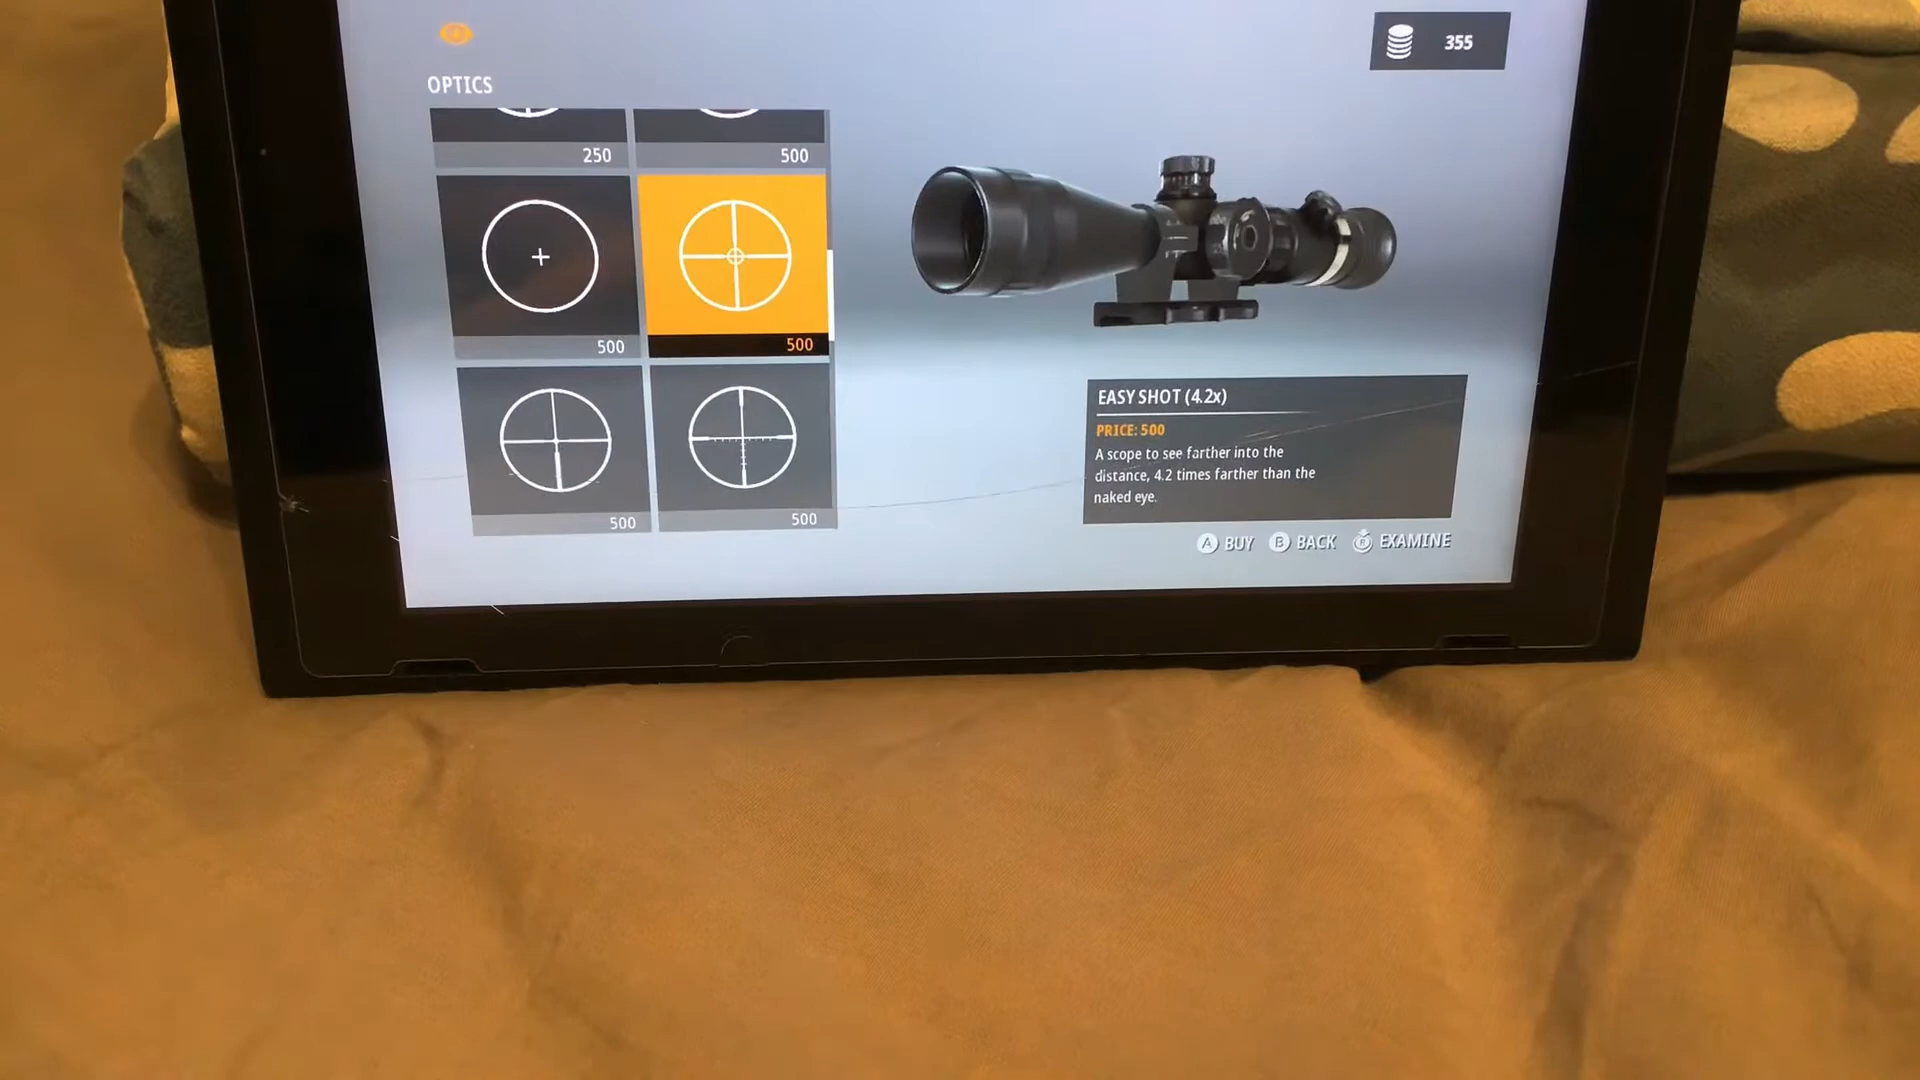 355
OPTICS
250
500
500
500
500
500
EASY SHOT (4.2x)
PRICE: 500
A scope to see farther into the
distance, 4.2 times farther than the
naked eye.
A BUY B BACK R EXAMINE